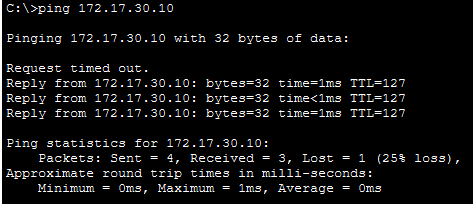 C:\>ping 172.17.30.10
Pinging 172.17.30.10 with 32 bytes of data:
Request timed out.
Reply from 172.17.30.10: bytes=32 time=1ms TTL=127
Reply from 172.17.30.10: bytes=32 time<1ms TTL=127
Reply from 172.17.30.10: bytes=32 time=1ms TTL=127
Ping statistics for 172.17.30.10:
    Packets: Sent = 4, Received = 3, Lost = 1 (25% loss),
Approximate round trip times in milli-seconds:
    Minimum = 0ms, Maximum = 1ms, Average = 0ms